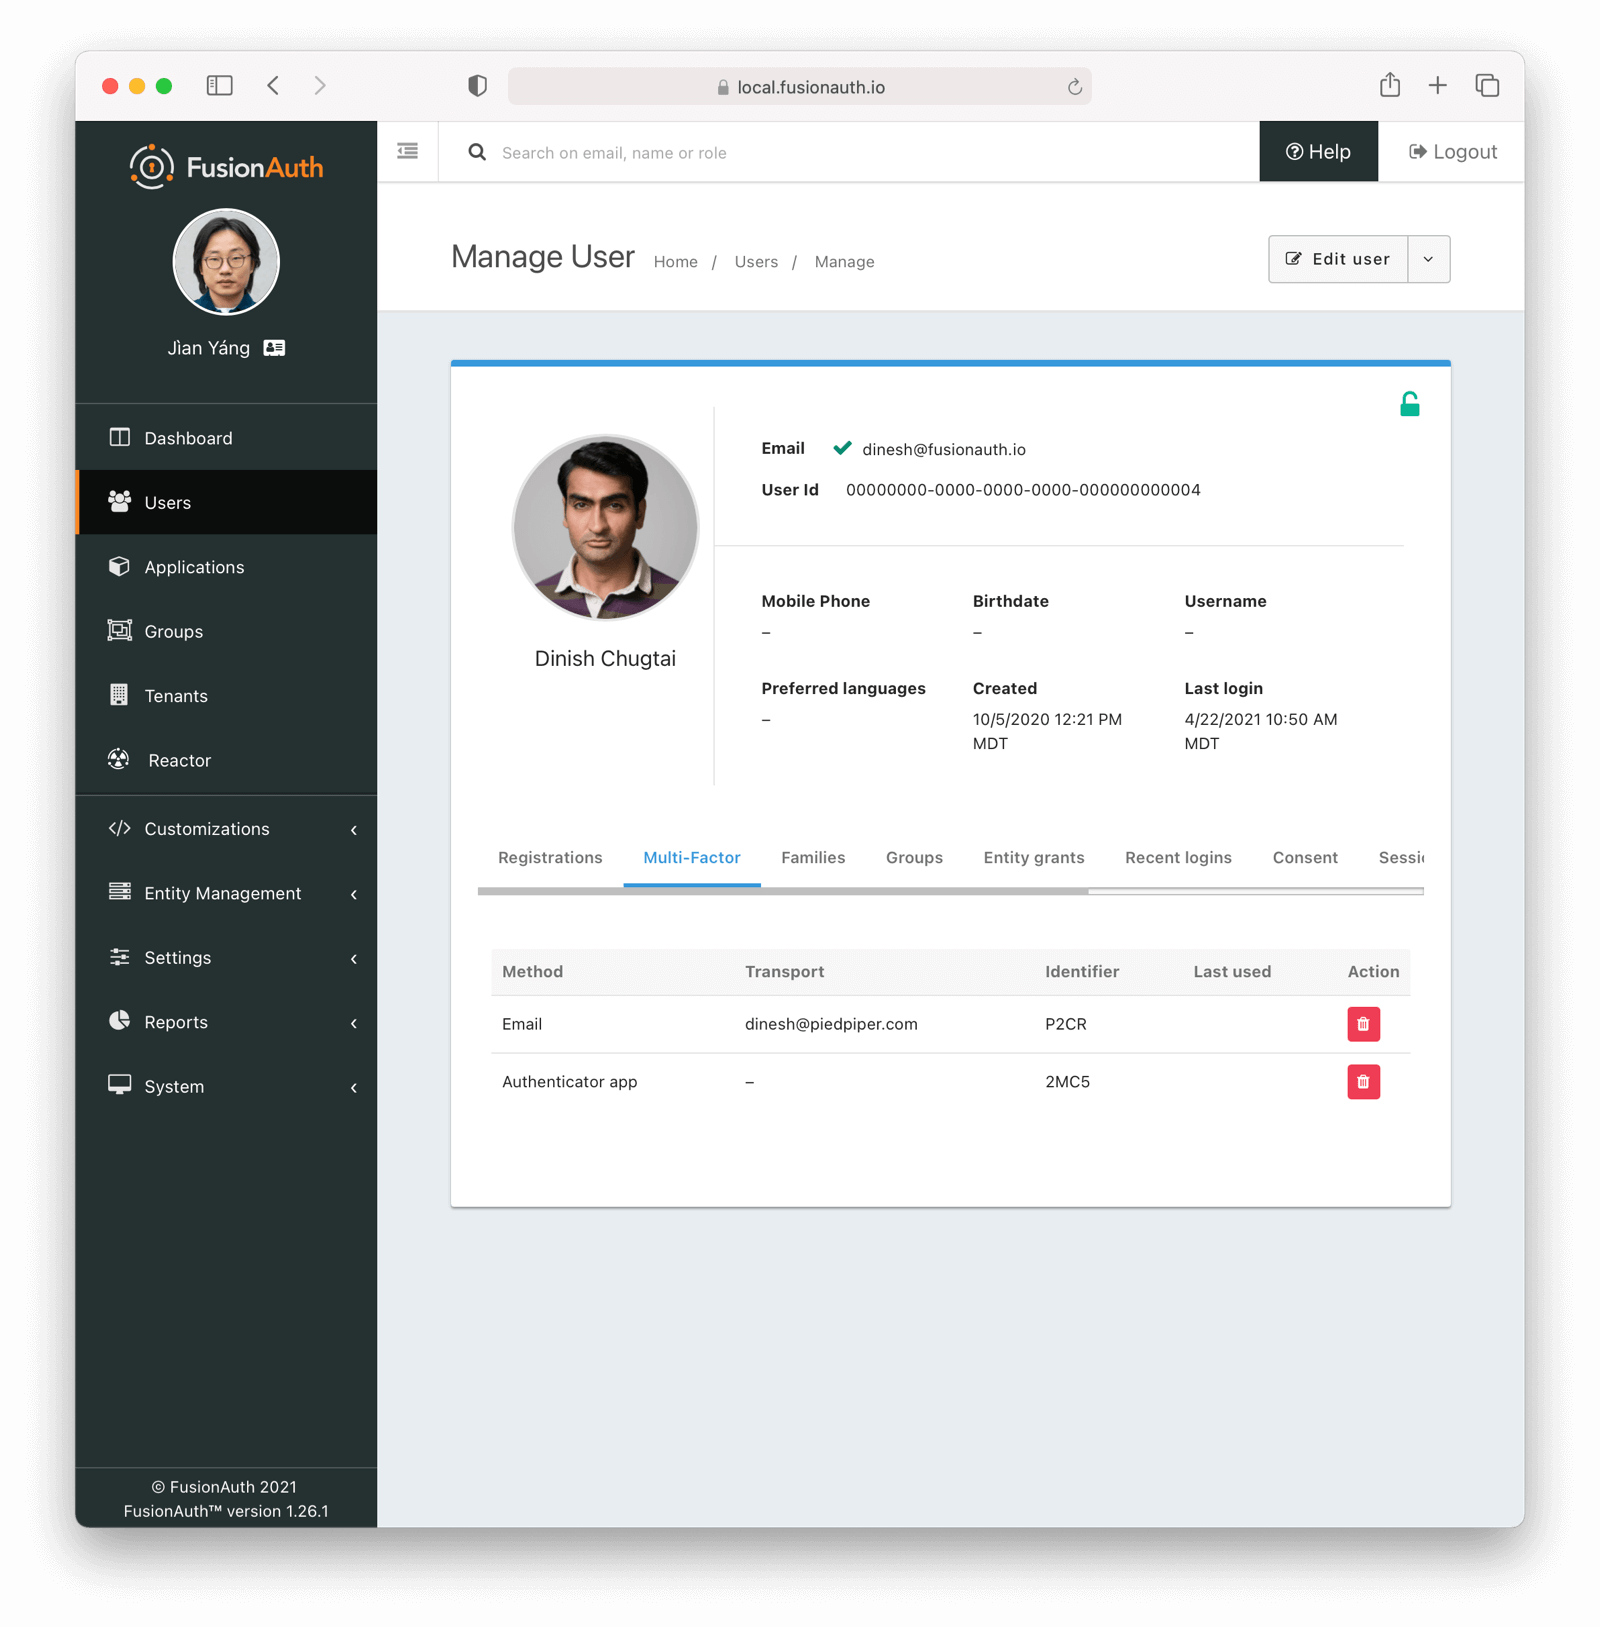 local.fusionauth.io
FusionAuth
Search on email, name or role
Help
Logout
Jìan Yáng
Manage User
Home / Users / Manage
Edit user
Dashboard
Users
Applications
Groups
Tenants
Reactor
Customizations
Entity Management
Settings
Reports
System
© FusionAuth 2021
FusionAuth™ version 1.26.1
Dinish Chugtai
Email dinesh@fusionauth.io
User Id 00000000-0000-0000-0000-000000000004
Mobile Phone Birthdate Username
– – –
Preferred languages Created Last login
– 10/5/2020 12:21 PM 4/22/2021 10:50 AM
MDT MDT
Registrations Multi-Factor Families Groups Entity grants Recent logins Consent Sessi
Method Transport Identifier Last used Action
Email dinesh@piedpiper.com P2CR
Authenticator app – 2MC5